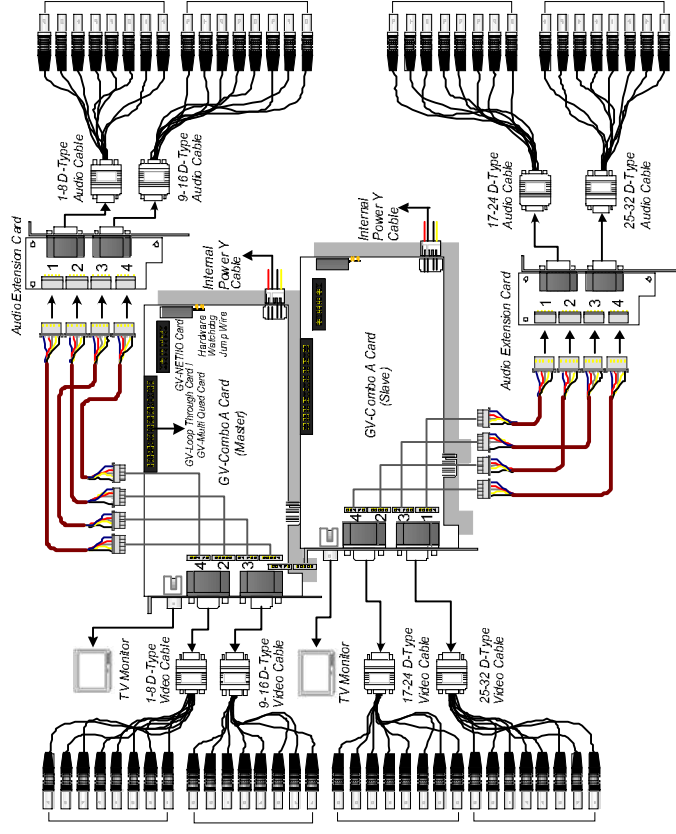 1-8 D-Type
Audio Cable
9-16 D-Type
Audio Cable
17-24 D-Type
Audio Cable
25-32 D-Type
Audio Cable
Audio Extension Card
1
2
3
4
Internal
Power Y
Cable
Internal
Power Y
Cable
Audio Extension Card
1
2
3
4
GV-NET/IO Card
Hardware
Watchdog
Jump Wire
GV-Loop Through Card /
GV-Multi Quad Card
GV-Combo A Card
(Master)
GV-Combo A Card
(Slave)
4
2
3
4
2
3
1
TV Monitor
1-8 D-Type
Video Cable
9-16 D-Type
Video Cable
TV Monitor
17-24 D-Type
Video Cable
25-32 D-Type
Video Cable